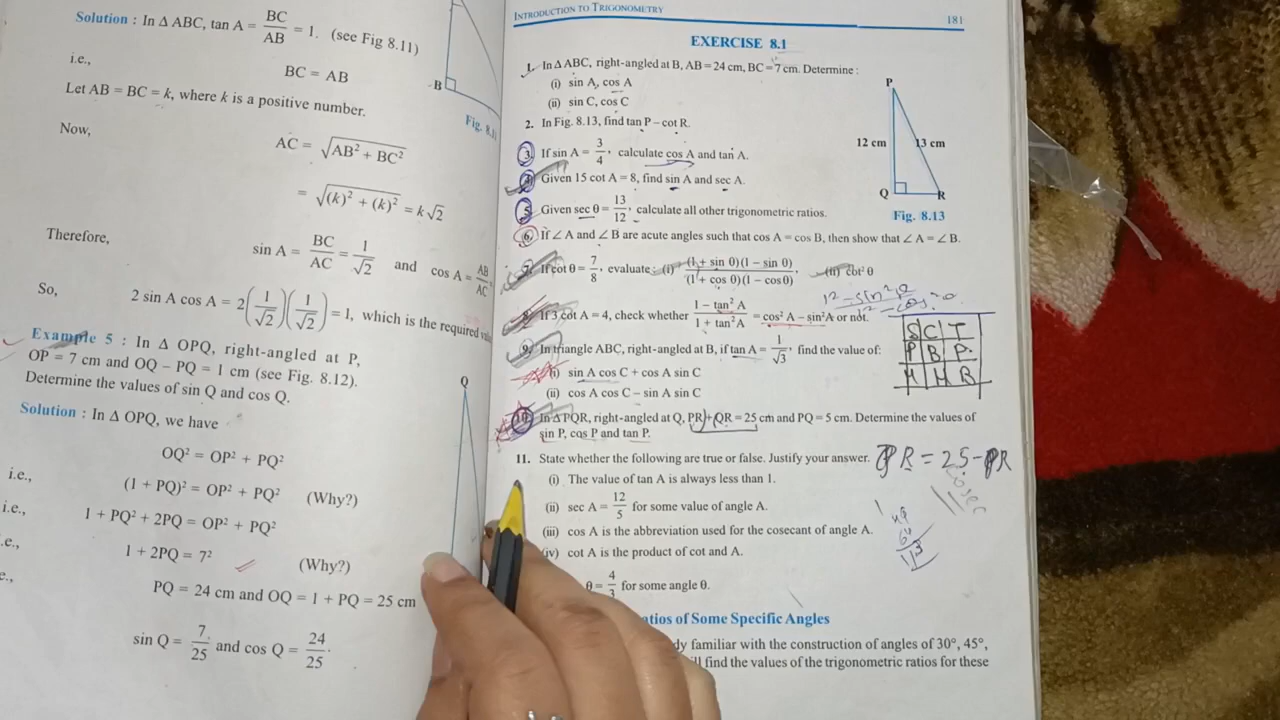 Solution : In Δ ABC, tan A = BC/AB = 1. (see Fig 8.11)
i.e., BC = AB
Let AB = BC = k, where k is a positive number.
Now, AC = √(AB² + BC²)
= √((k)² + (k)²) = k√2
Therefore, sin A = BC/AC = 1/√2 and cos A = AB/AC
So, 2 sin A cos A = 2(1/√2)(1/√2) = 1, which is the required
B
Example 5 : In Δ OPQ, right-angled at P,
OP = 7 cm and OQ – PQ = 1 cm (see Fig. 8.12).
Determine the values of sin Q and cos Q.
Solution : In Δ OPQ, we have
OQ² = OP² + PQ²
i.e., (1 + PQ)² = OP² + PQ² (Why?)
i.e., 1 + PQ² + 2PQ = OP² + PQ²
1 + 2PQ = 7² (Why?)
PQ = 24 cm and OQ = 1 + PQ = 25 cm
sin Q = 7/25 and cos Q = 24/25.
Q
INTRODUCTION TO TRIGONOMETRY 181
EXERCISE 8.1
1. In Δ ABC, right-angled at B, AB = 24 cm, BC = 7 cm. Determine :
(i) sin A, cos A
(ii) sin C, cos C
2. In Fig. 8.13, find tan P – cot R.
3. If sin A = 3/4, calculate cos A and tan A.
4. Given 15 cot A = 8, find sin A and sec A.
5. Given sec θ = 13/12, calculate all other trigonometric ratios.
6. If ∠ A and ∠ B are acute angles such that cos A = cos B, then show that ∠ A = ∠ B.
7. If cot θ = 7/8, evaluate : (i) (1 + sin θ)(1 – sin θ)/(1 + cos θ)(1 – cos θ), (ii) cot² θ
8. If 3 cot A = 4, check whether (1 – tan² A)/(1 + tan² A) = cos² A – sin² A or not.
9. In triangle ABC, right-angled at B, if tan A = 1/√3, find the value of:
(i) sin A cos C + cos A sin C
(ii) cos A cos C – sin A sin C
10. In Δ PQR, right-angled at Q, PR + QR = 25 cm and PQ = 5 cm. Determine the values of
sin P, cos P and tan P.
11. State whether the following are true or false. Justify your answer.
(i) The value of tan A is always less than 1.
(ii) sec A = 12/5 for some value of angle A.
(iii) cos A is the abbreviation used for the cosecant of angle A.
(iv) cot A is the product of cot and A.
θ = 4/3 for some angle θ.
of Some Specific Angles
familiar with the construction of angles of 30°, 45°,
find the values of the trigonometric ratios for these
P
12 cm 13 cm
Q R
Fig. 8.13
S C T
P B P
H H B
= 25 – PR